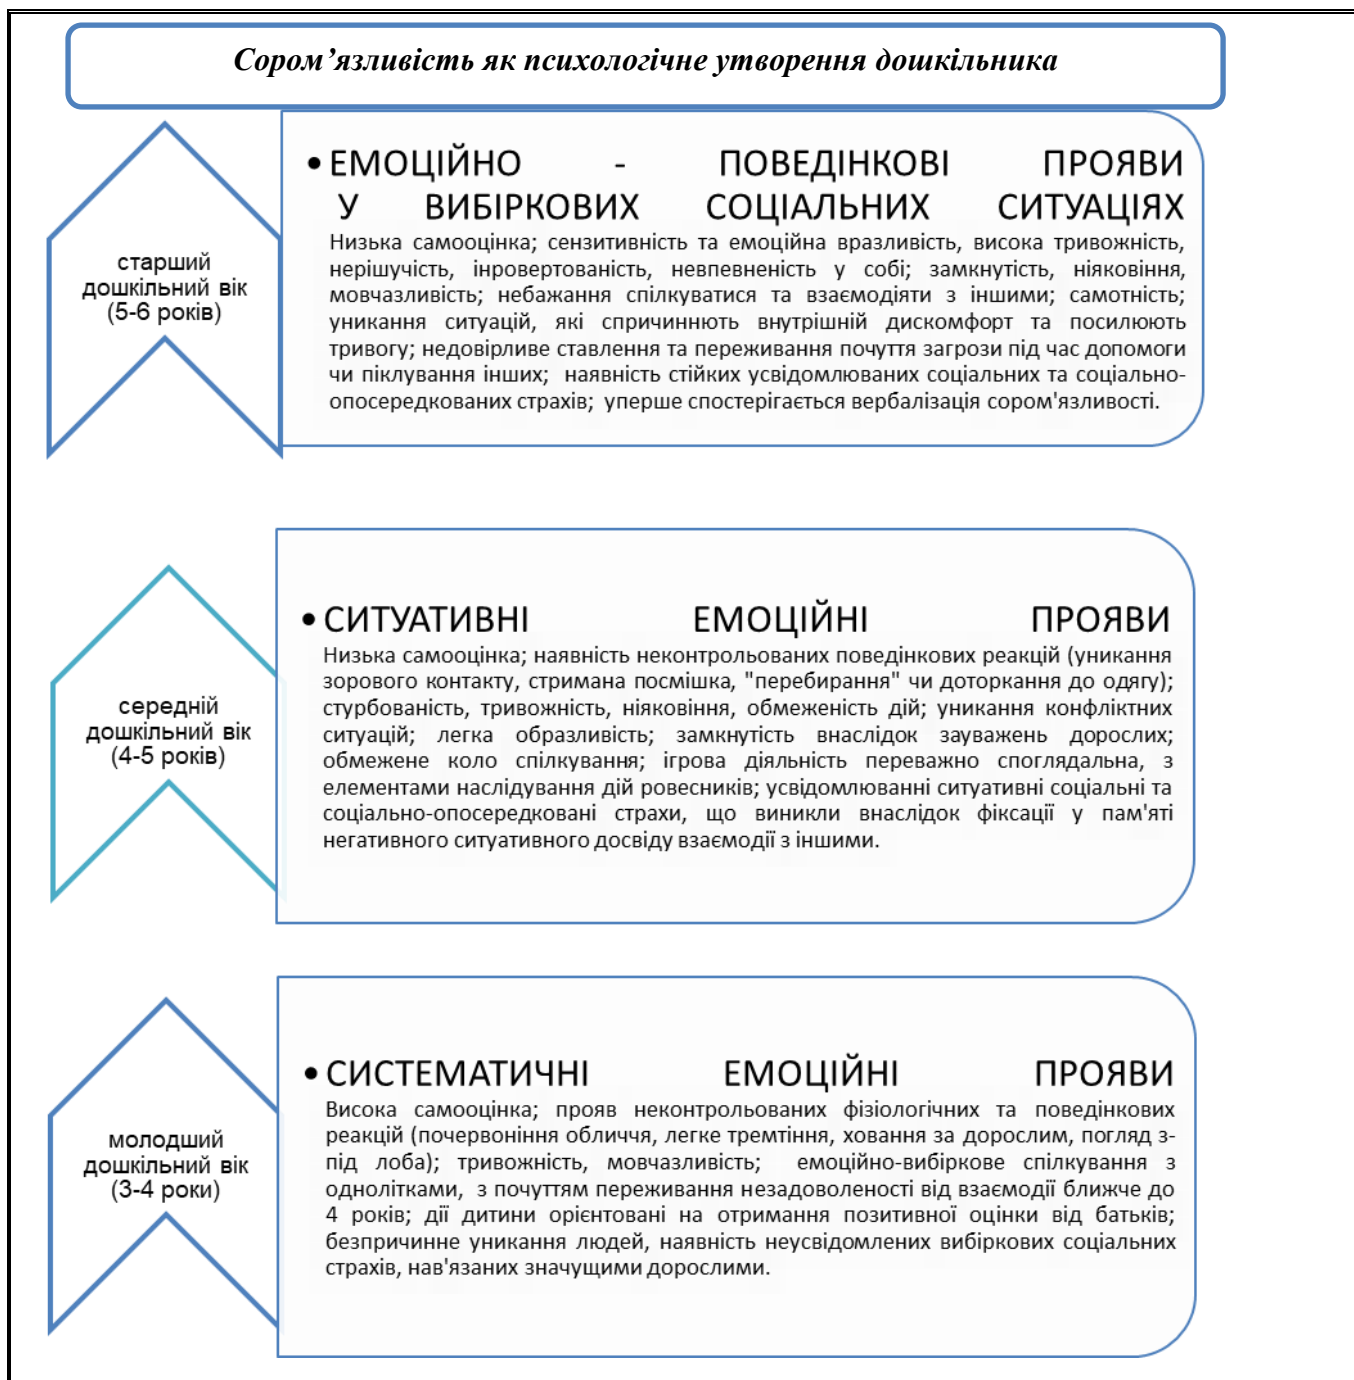 Сором’язливість як психологічне утворення дошкільника
старший
дошкільний вік
(5-6 років)
• ЕМОЦІЙНО - ПОВЕДІНКОВІ ПРОЯВИ
У ВИБІРКОВИХ СОЦІАЛЬНИХ СИТУАЦІЯХ
Низька самооцінка; сензитивність та емоційна вразливість, висока тривожність,
нерішучість, інровертованість, невпевненість у собі; замкнутість, ніяковіння,
мовчазливість; небажання спілкуватися та взаємодіяти з іншими; самотність;
уникання ситуацій, які спричиннють внутрішній дискомфорт та посилюють
тривогу; недовірливе ставлення та переживання почуття загрози під час допомоги
чи піклування інших; наявність стійких усвідомлюваних соціальних та соціально-
опосередкованих страхів; уперше спостерігається вербалізація сором'язливості.
середній
дошкільний вік
(4-5 років)
• СИТУАТИВНІ ЕМОЦІЙНІ ПРОЯВИ
Низька самооцінка; наявність неконтрольованих поведінкових реакцій (уникання
зорового контакту, стримана посмішка, "перебирання" чи доторкання до одягу);
стурбованість, тривожність, ніяковіння, обмеженість дій; уникання конфліктних
ситуацій; легка образливість; замкнутість внаслідок зауважень дорослих;
обмежене коло спілкування; ігрова діяльність переважно споглядальна, з
елементами наслідування дій ровесників; усвідомлюванні ситуативні соціальні та
соціально-опосередковані страхи, що виникли внаслідок фіксації у пам'яті
негативного ситуативного досвіду взаємодії з іншими.
молодший
дошкільний вік
(3-4 роки)
• СИСТЕМАТИЧНІ ЕМОЦІЙНІ ПРОЯВИ
Висока самооцінка; прояв неконтрольованих фізіологічних та поведінкових
реакцій (почервоніння обличчя, легке тремтіння, ховання за дорослим, погляд з-
під лоба); тривожність, мовчазливість; емоційно-вибіркове спілкування з
однолітками, з почуттям переживання незадоволеності від взаємодії ближче до
4 років; дії дитини орієнтовані на отримання позитивної оцінки від батьків;
безпричинне уникання людей, наявність неусвідомлених вибіркових соціальних
страхів, нав'язаних значущими дорослими.